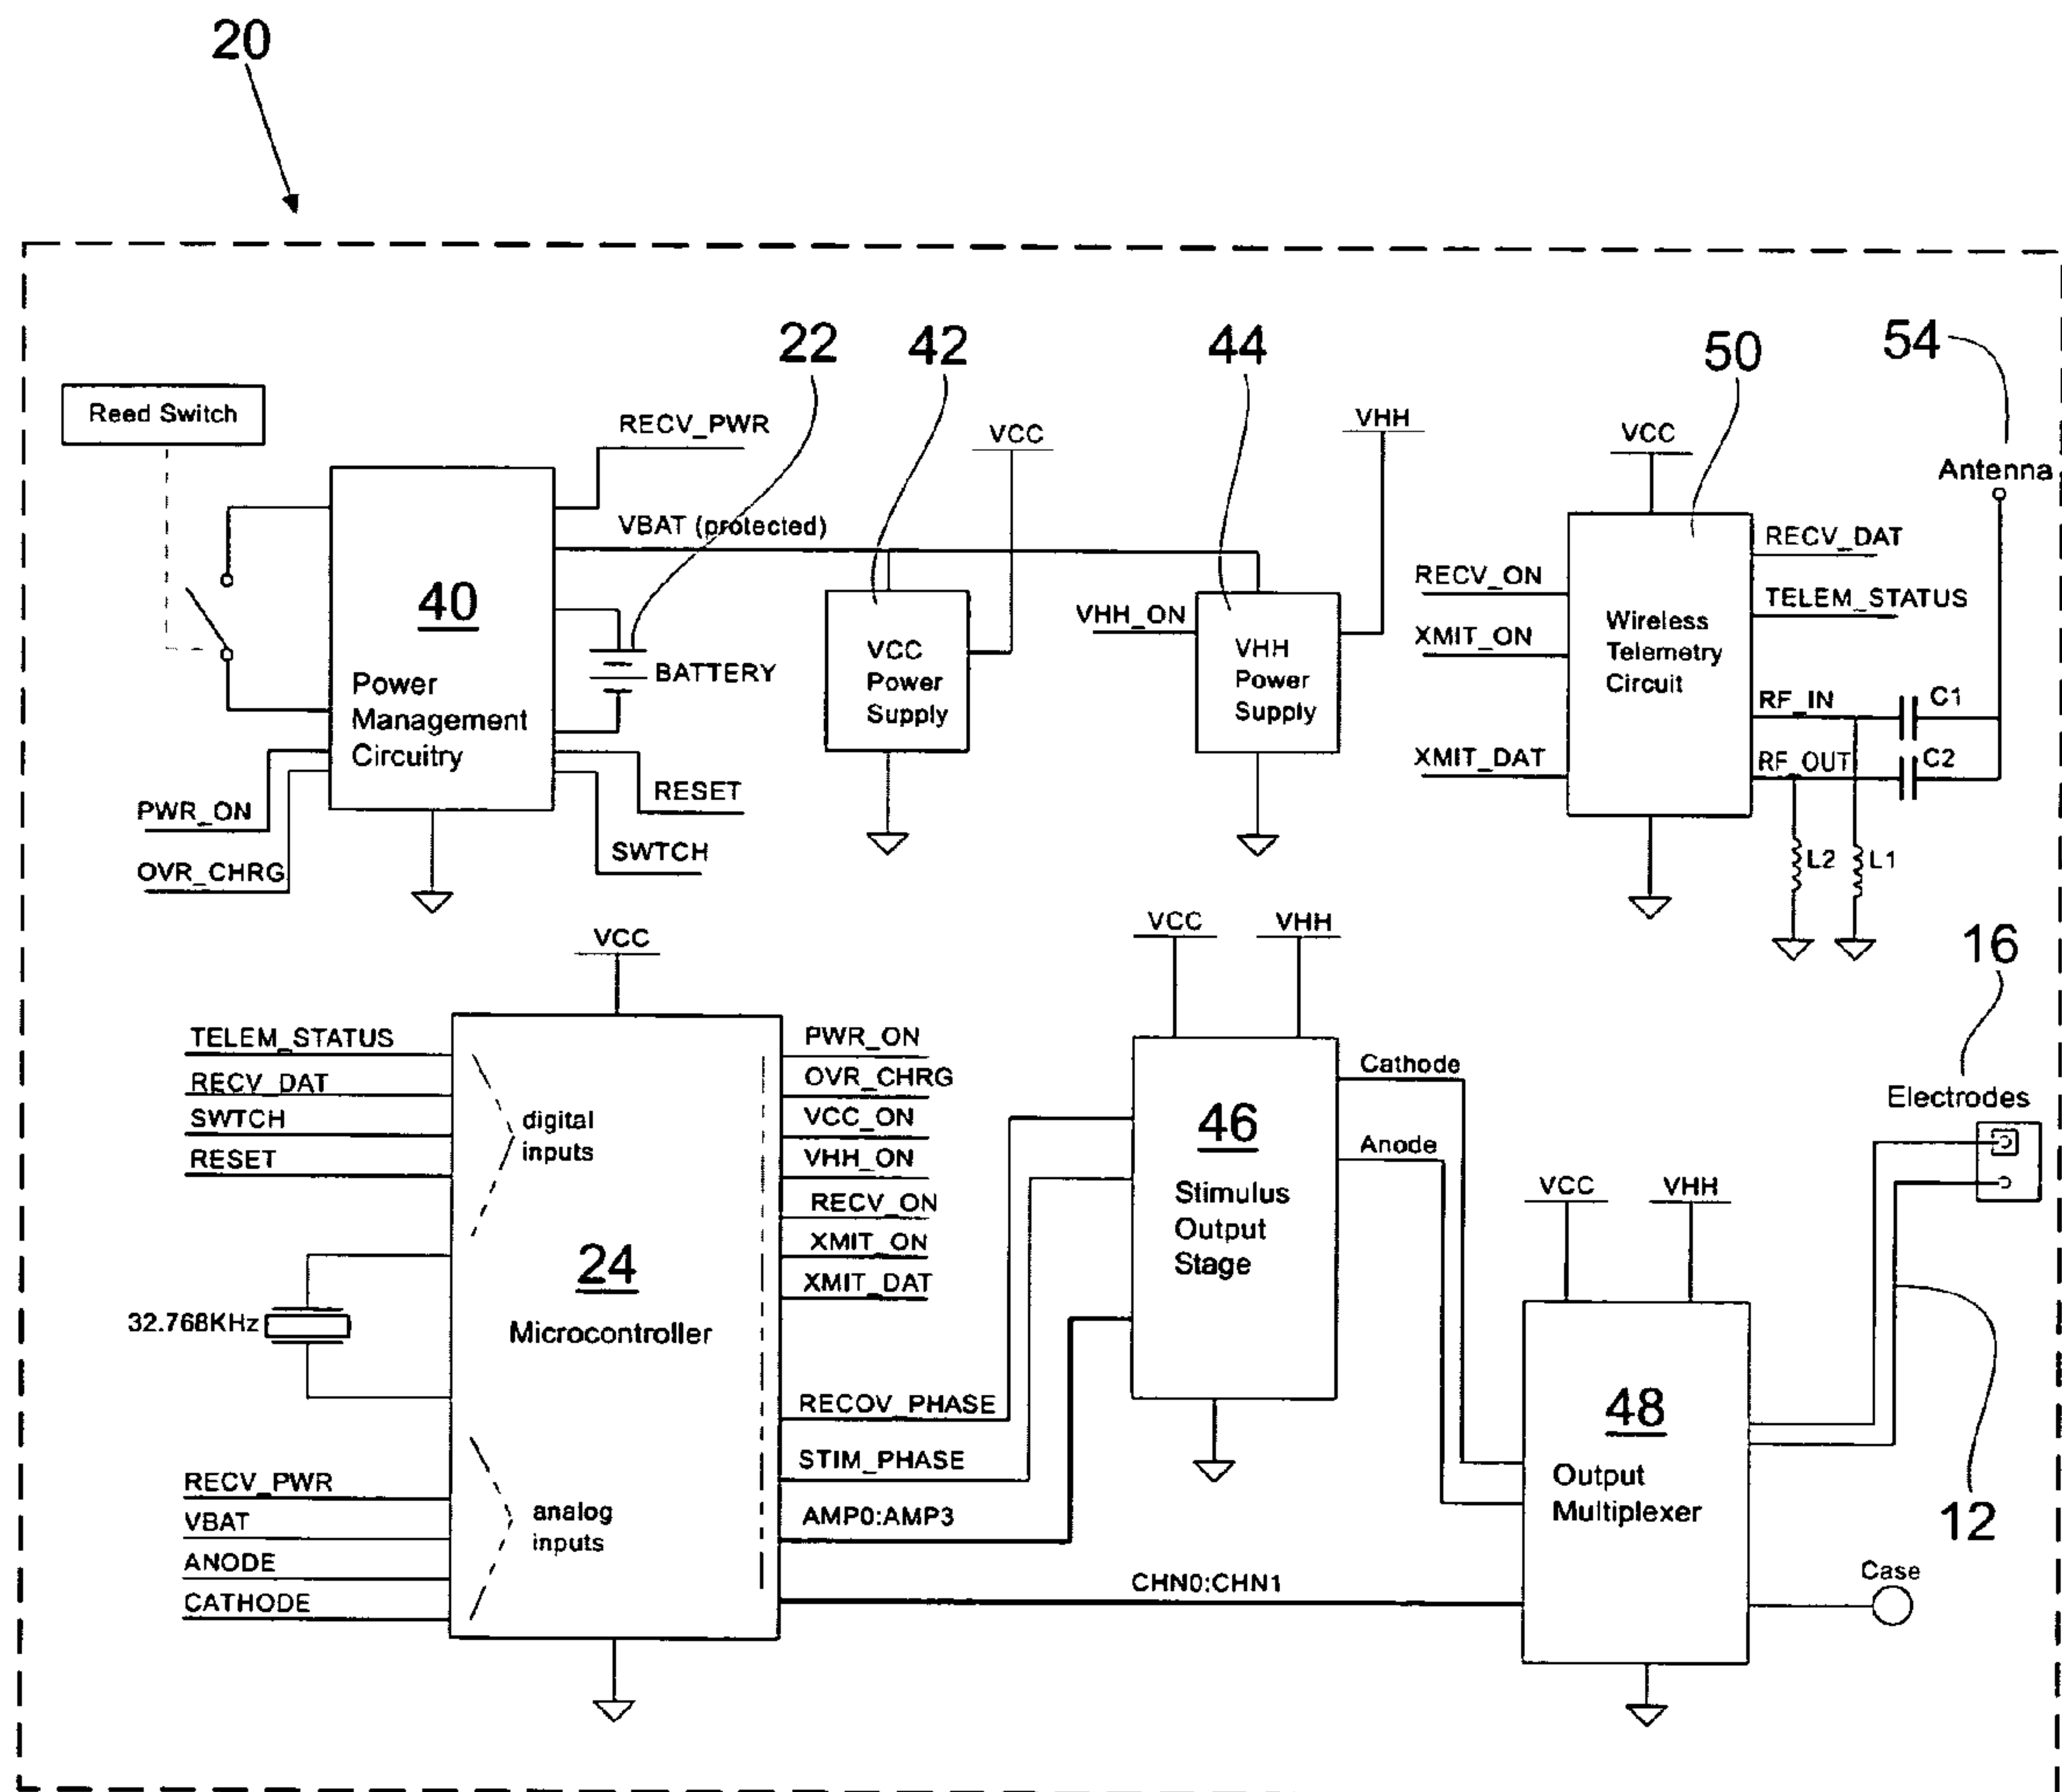 20
22
42
44
50
54
Reed Switch
RECV_PWR
VCC
VHH
VCC
Antenna
VBAT (protected)
40
Power
Management
Circuitry
BATTERY
PWR_ON
OVR_CHRG
RESET
SWTCH
VCC
Power
Supply
VHH_ON
VHH
Power
Supply
RECV_ON
XMIT_ON
XMIT_DAT
Wireless
Telemetry
Circuit
RECV_DAT
TELEM_STATUS
RF_IN
C1
RF_OUT
C2
L2
L1
VCC
TELEM_STATUS
RECV_DAT
SWTCH
RESET
digital
inputs
32.768KHz
24
Microcontroller
RECV_PWR
VBAT
ANODE
CATHODE
analog
inputs
PWR_ON
OVR_CHRG
VCC_ON
VHH_ON
RECV_ON
XMIT_ON
XMIT_DAT
RECOV_PHASE
STIM_PHASE
AMP0:AMP3
CHN0:CHN1
VCC
VHH
46
Stimulus
Output
Stage
Cathode
Anode
16
Electrodes
VCC
VHH
48
Output
Multiplexer
12
Case